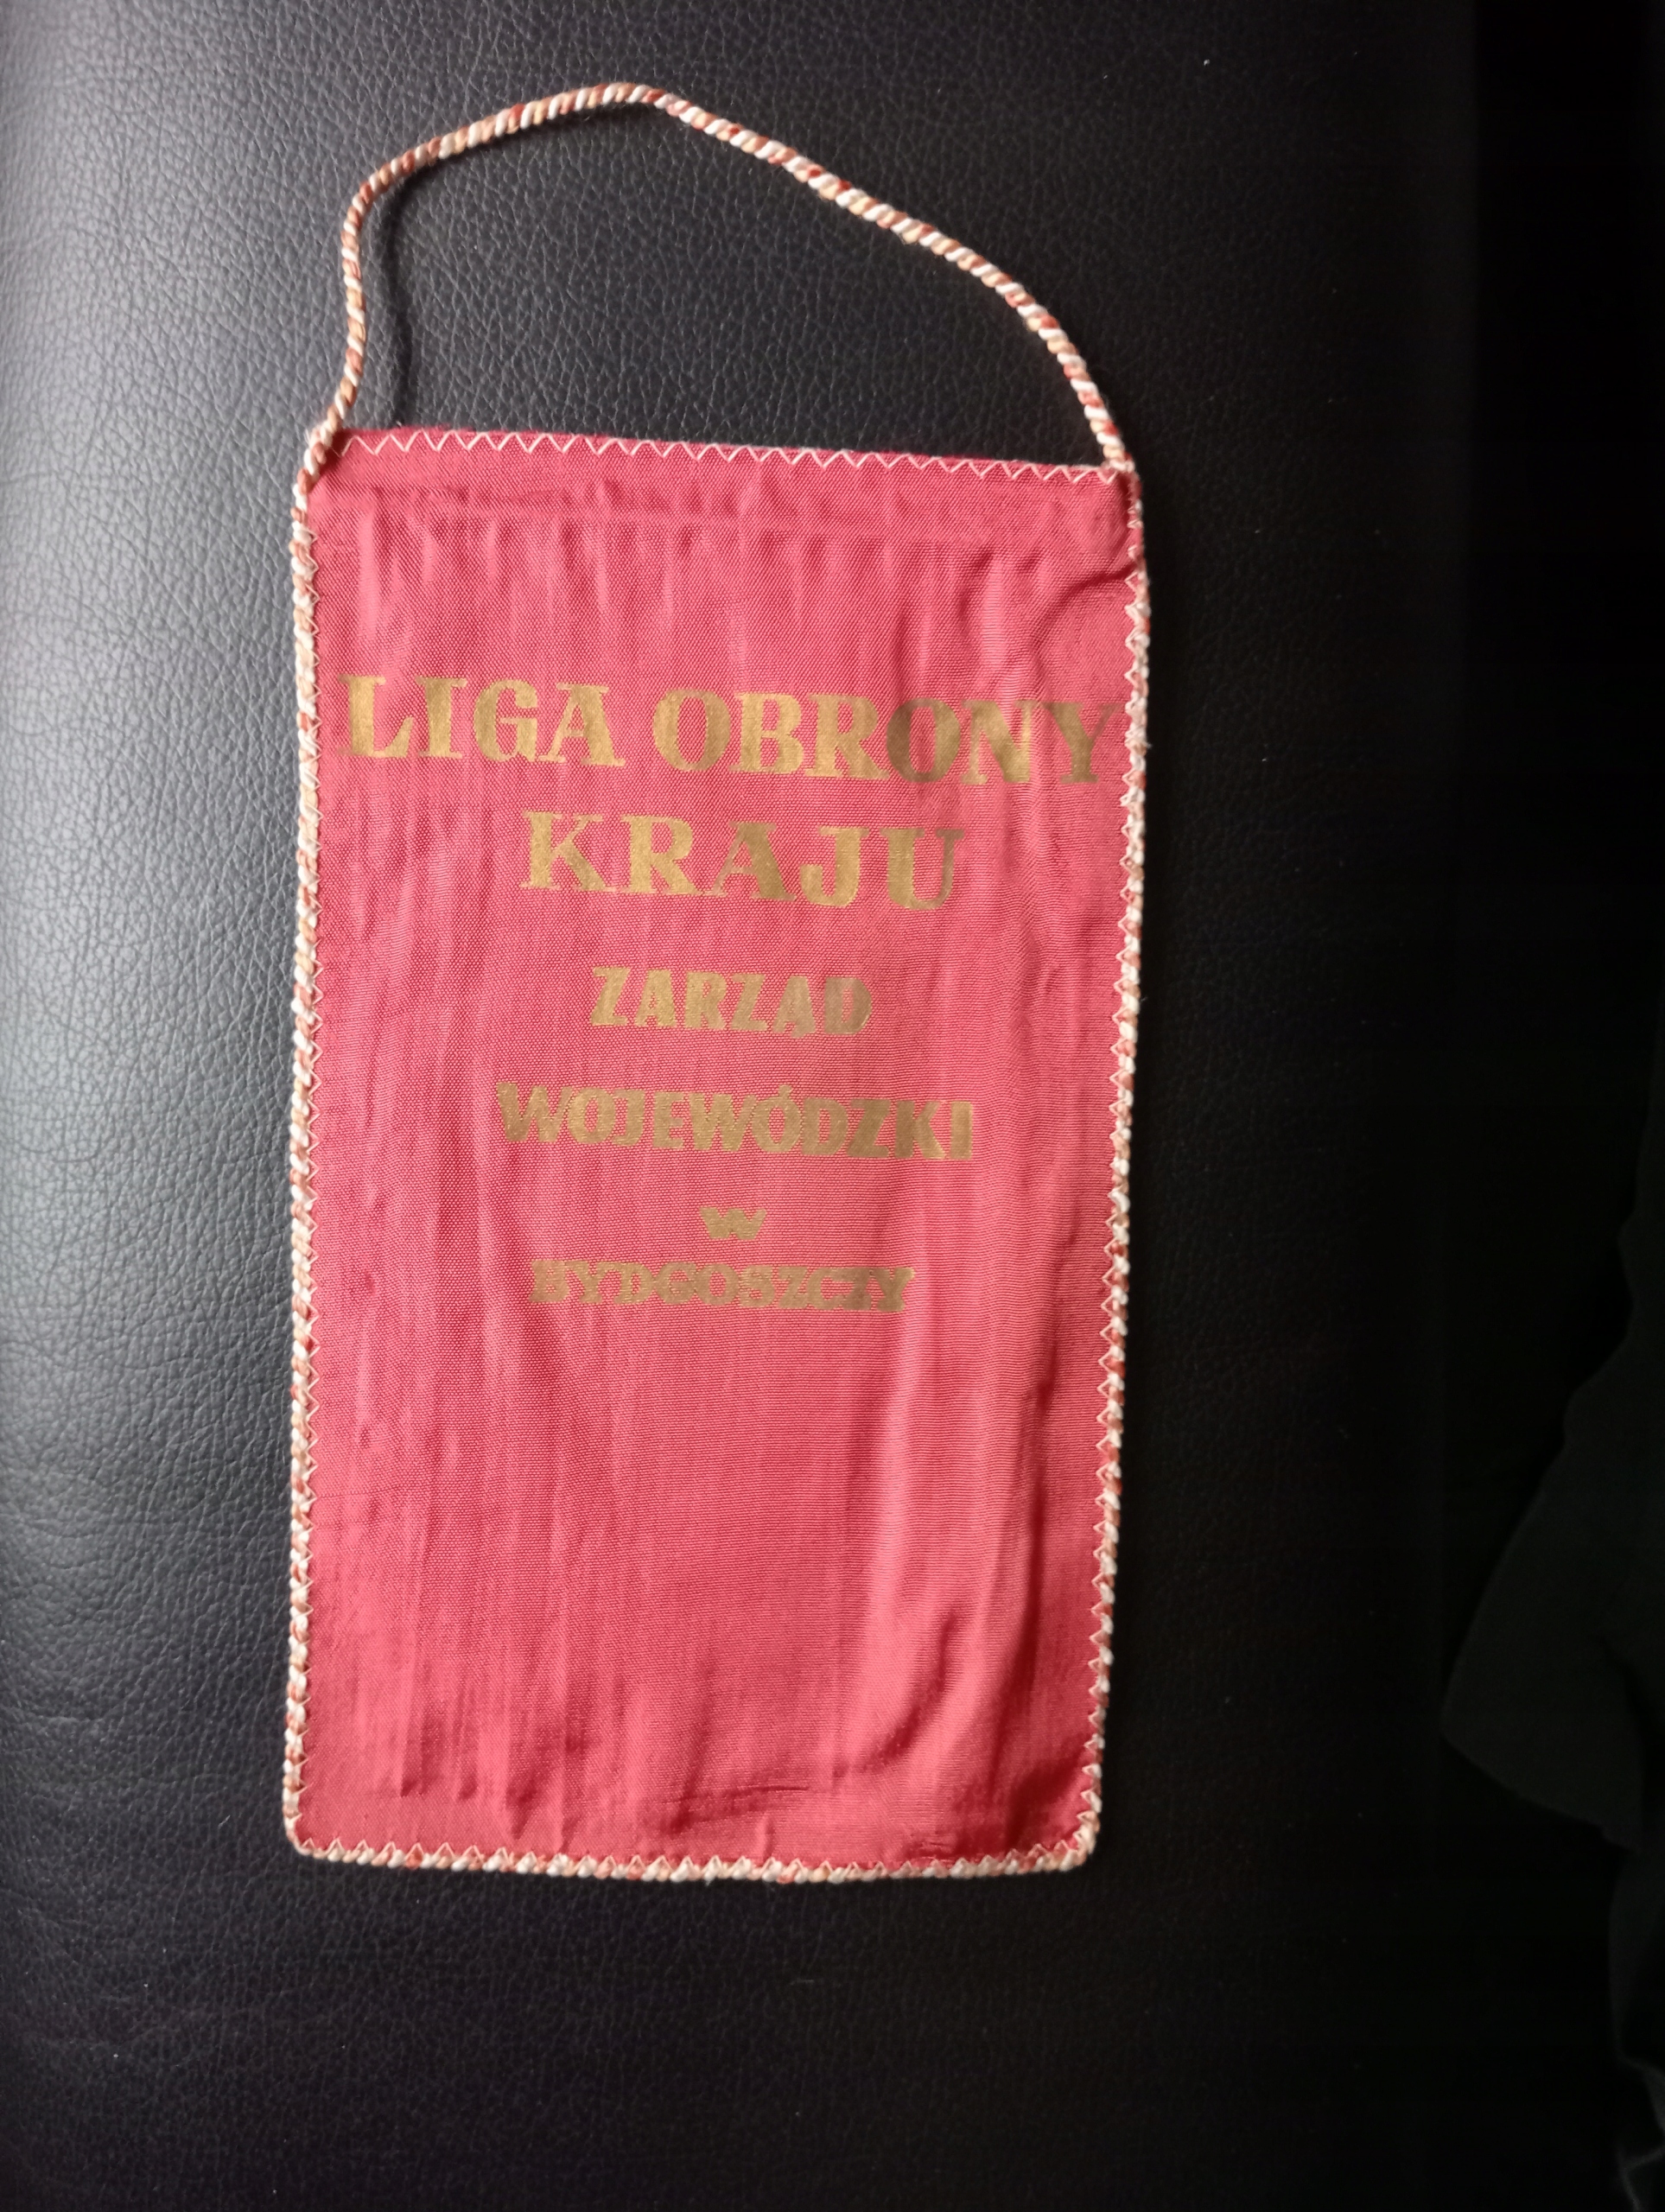 LIGA OBRONY
KRAJU
ZARZĄD
WOJEWÓDZKI
w
BYDGOSZCZY